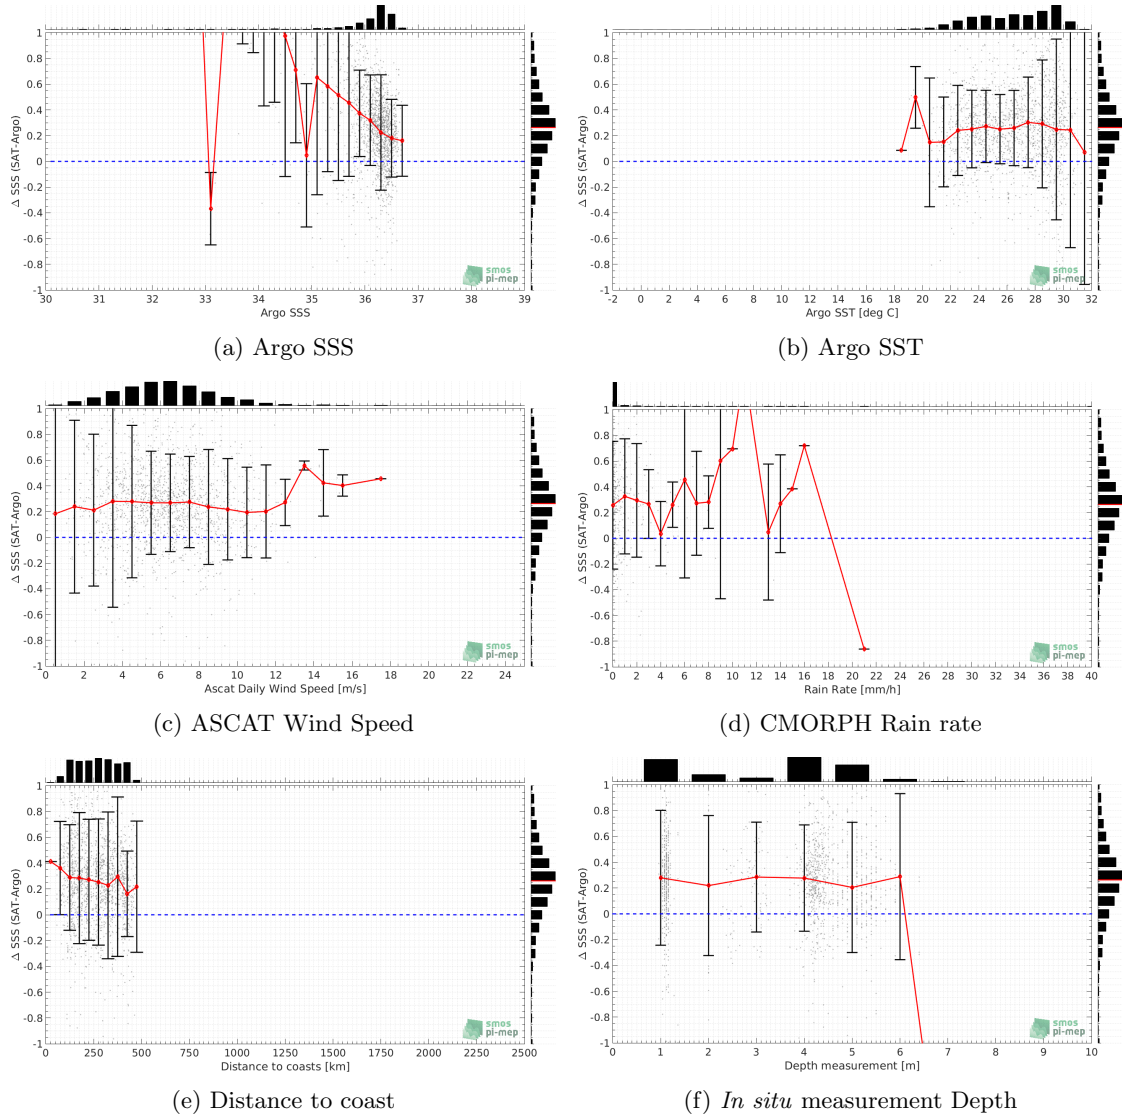 1
0.8
0.6
0.4
0.2
0
-0.2
-0.4
-0.6
-0.8
-1
Δ SSS (SAT-Argo)
30 31 32 33 34 35 36 37 38 39
Argo SSS
smos
pi-mep
(a) Argo SSS
1
0.8
0.6
0.4
0.2
0
-0.2
-0.4
-0.6
-0.8
-1
Δ SSS (SAT-Argo)
-2 0 2 4 6 8 10 12 14 16 18 20 22 24 26 28 30 32
Argo SST [deg C]
smos
pi-mep
(b) Argo SST
1
0.8
0.6
0.4
0.2
0
-0.2
-0.4
-0.6
-0.8
-1
Δ SSS (SAT-Argo)
0 2 4 6 8 10 12 14 16 18 20 22 24
Ascat Daily Wind Speed [m/s]
smos
pi-mep
(c) ASCAT Wind Speed
1
0.8
0.6
0.4
0.2
0
-0.2
-0.4
-0.6
-0.8
-1
Δ SSS (SAT-Argo)
0 2 4 6 8 10 12 14 16 18 20 22 24 26 28 30 32 34 36 38 40
Rain Rate [mm/h]
smos
pi-mep
(d) CMORPH Rain rate
1
0.8
0.6
0.4
0.2
0
-0.2
-0.4
-0.6
-0.8
-1
Δ SSS (SAT-Argo)
0 250 500 750 1000 1250 1500 1750 2000 2250 2500
Distance to coasts [km]
smos
pi-mep
(e) Distance to coast
1
0.8
0.6
0.4
0.2
0
-0.2
-0.4
-0.6
-0.8
-1
Δ SSS (SAT-Argo)
0 1 2 3 4 5 6 7 8 9 10
Depth measurement [m]
smos
pi-mep
(f) In situ measurement Depth